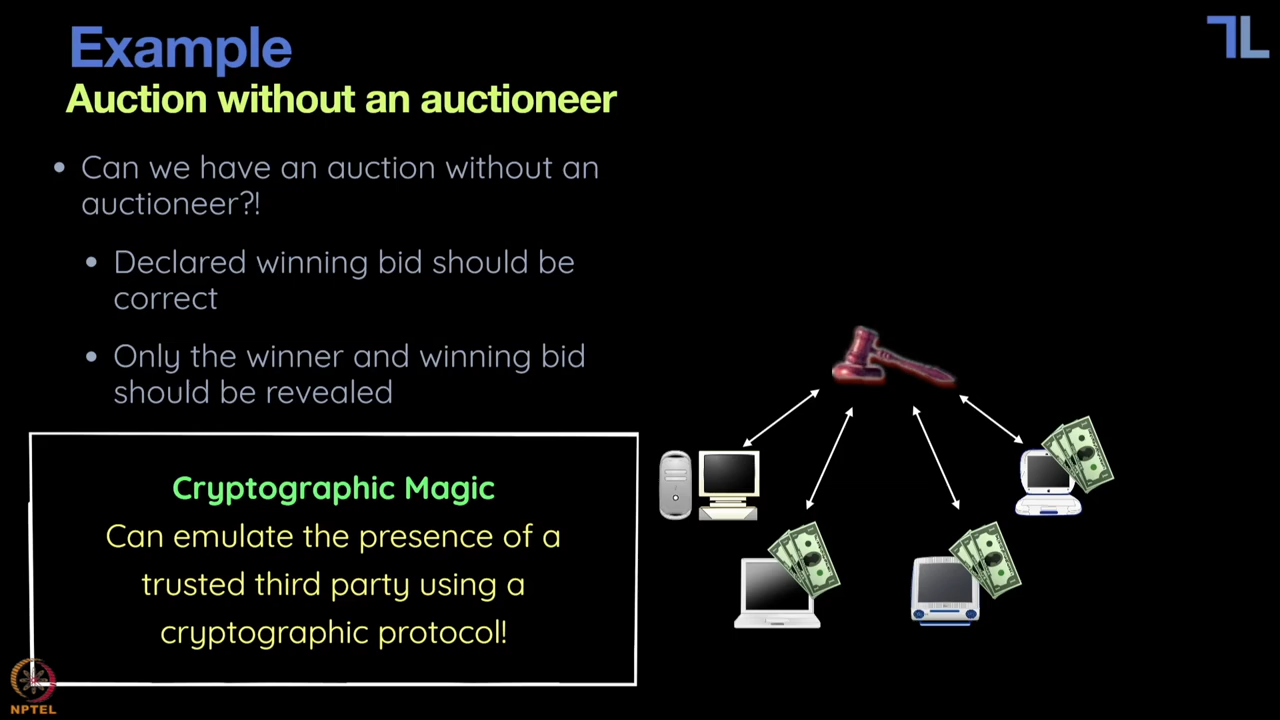 Example
Auction without an auctioneer
• Can we have an auction without an
auctioneer?!
• Declared winning bid should be
correct
• Only the winner and winning bid
should be revealed
Cryptographic Magic
Can emulate the presence of a
trusted third party using a
cryptographic protocol!
NPTEL